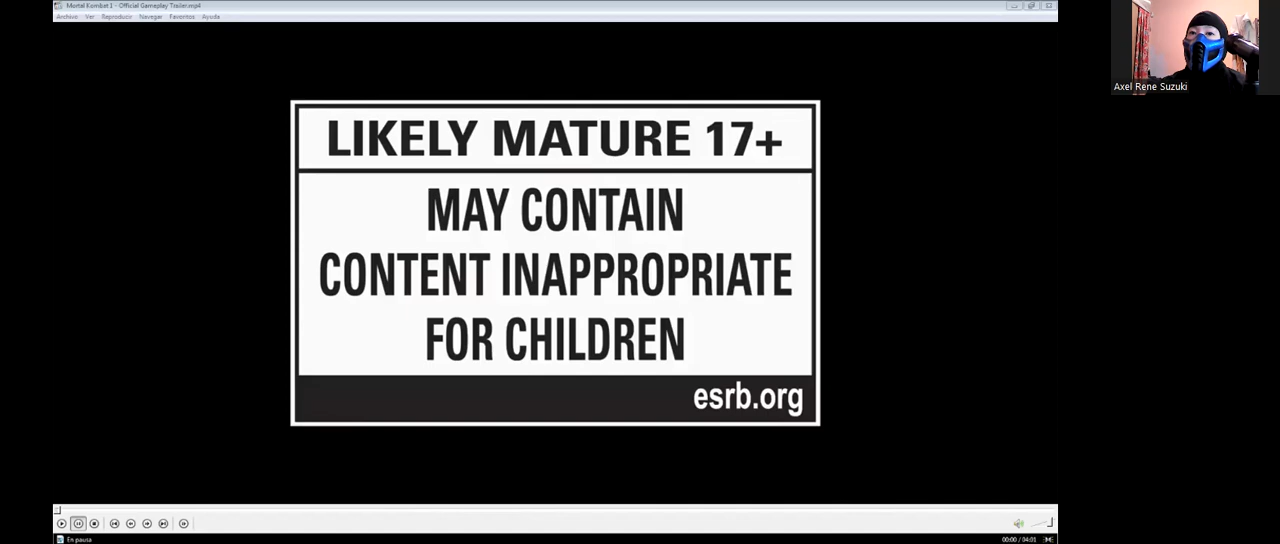 Mortal Kombat 1 - Official Gameplay Trailer.mp4
Archivo Ver Reproducir Navegar Favoritos Ayuda
LIKELY MATURE 17+
MAY CONTAIN
CONTENT INAPPROPRIATE
FOR CHILDREN
esrb.org
Axel Rene Suzuki
En pausa
00:00 / 04:01